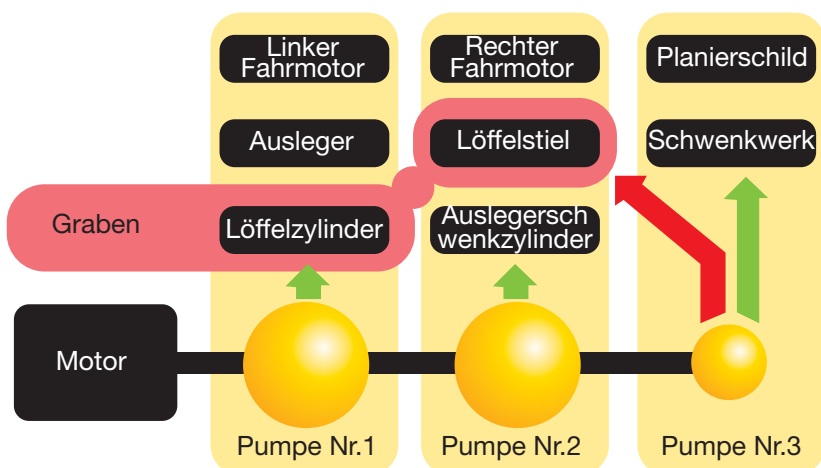 Linker
Fahrmotor
Rechter
Fahrmotor
Planierschild
Ausleger
Löffelstiel
Schwenkwerk
Graben
Löffelzylinder
Auslegersch
wenkzylinder
Motor
Pumpe Nr.1
Pumpe Nr.2
Pumpe Nr.3